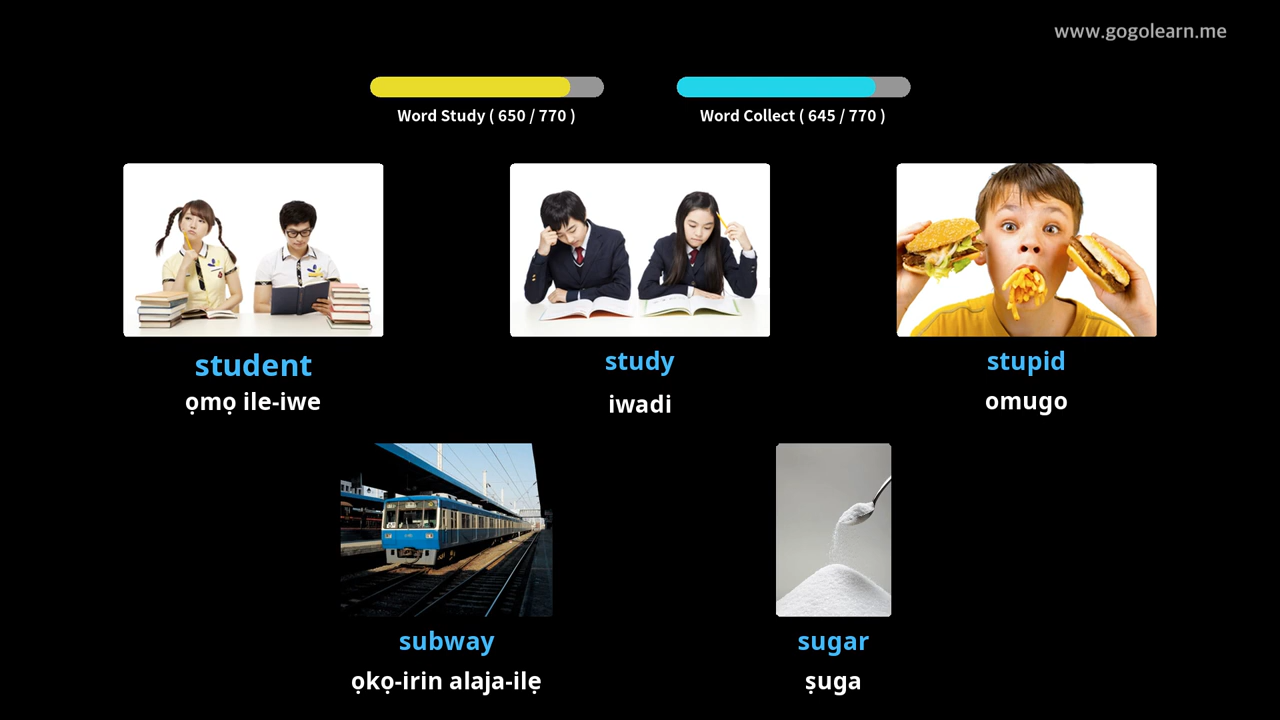 www.gogolearn.me
Word Study ( 650 / 770 )
Word Collect ( 645 / 770 )
student
study
stupid
ọmọ ile-iwe
iwadi
omugo
subway
sugar
ọkọ-irin alaja-ilẹ
ṣuga